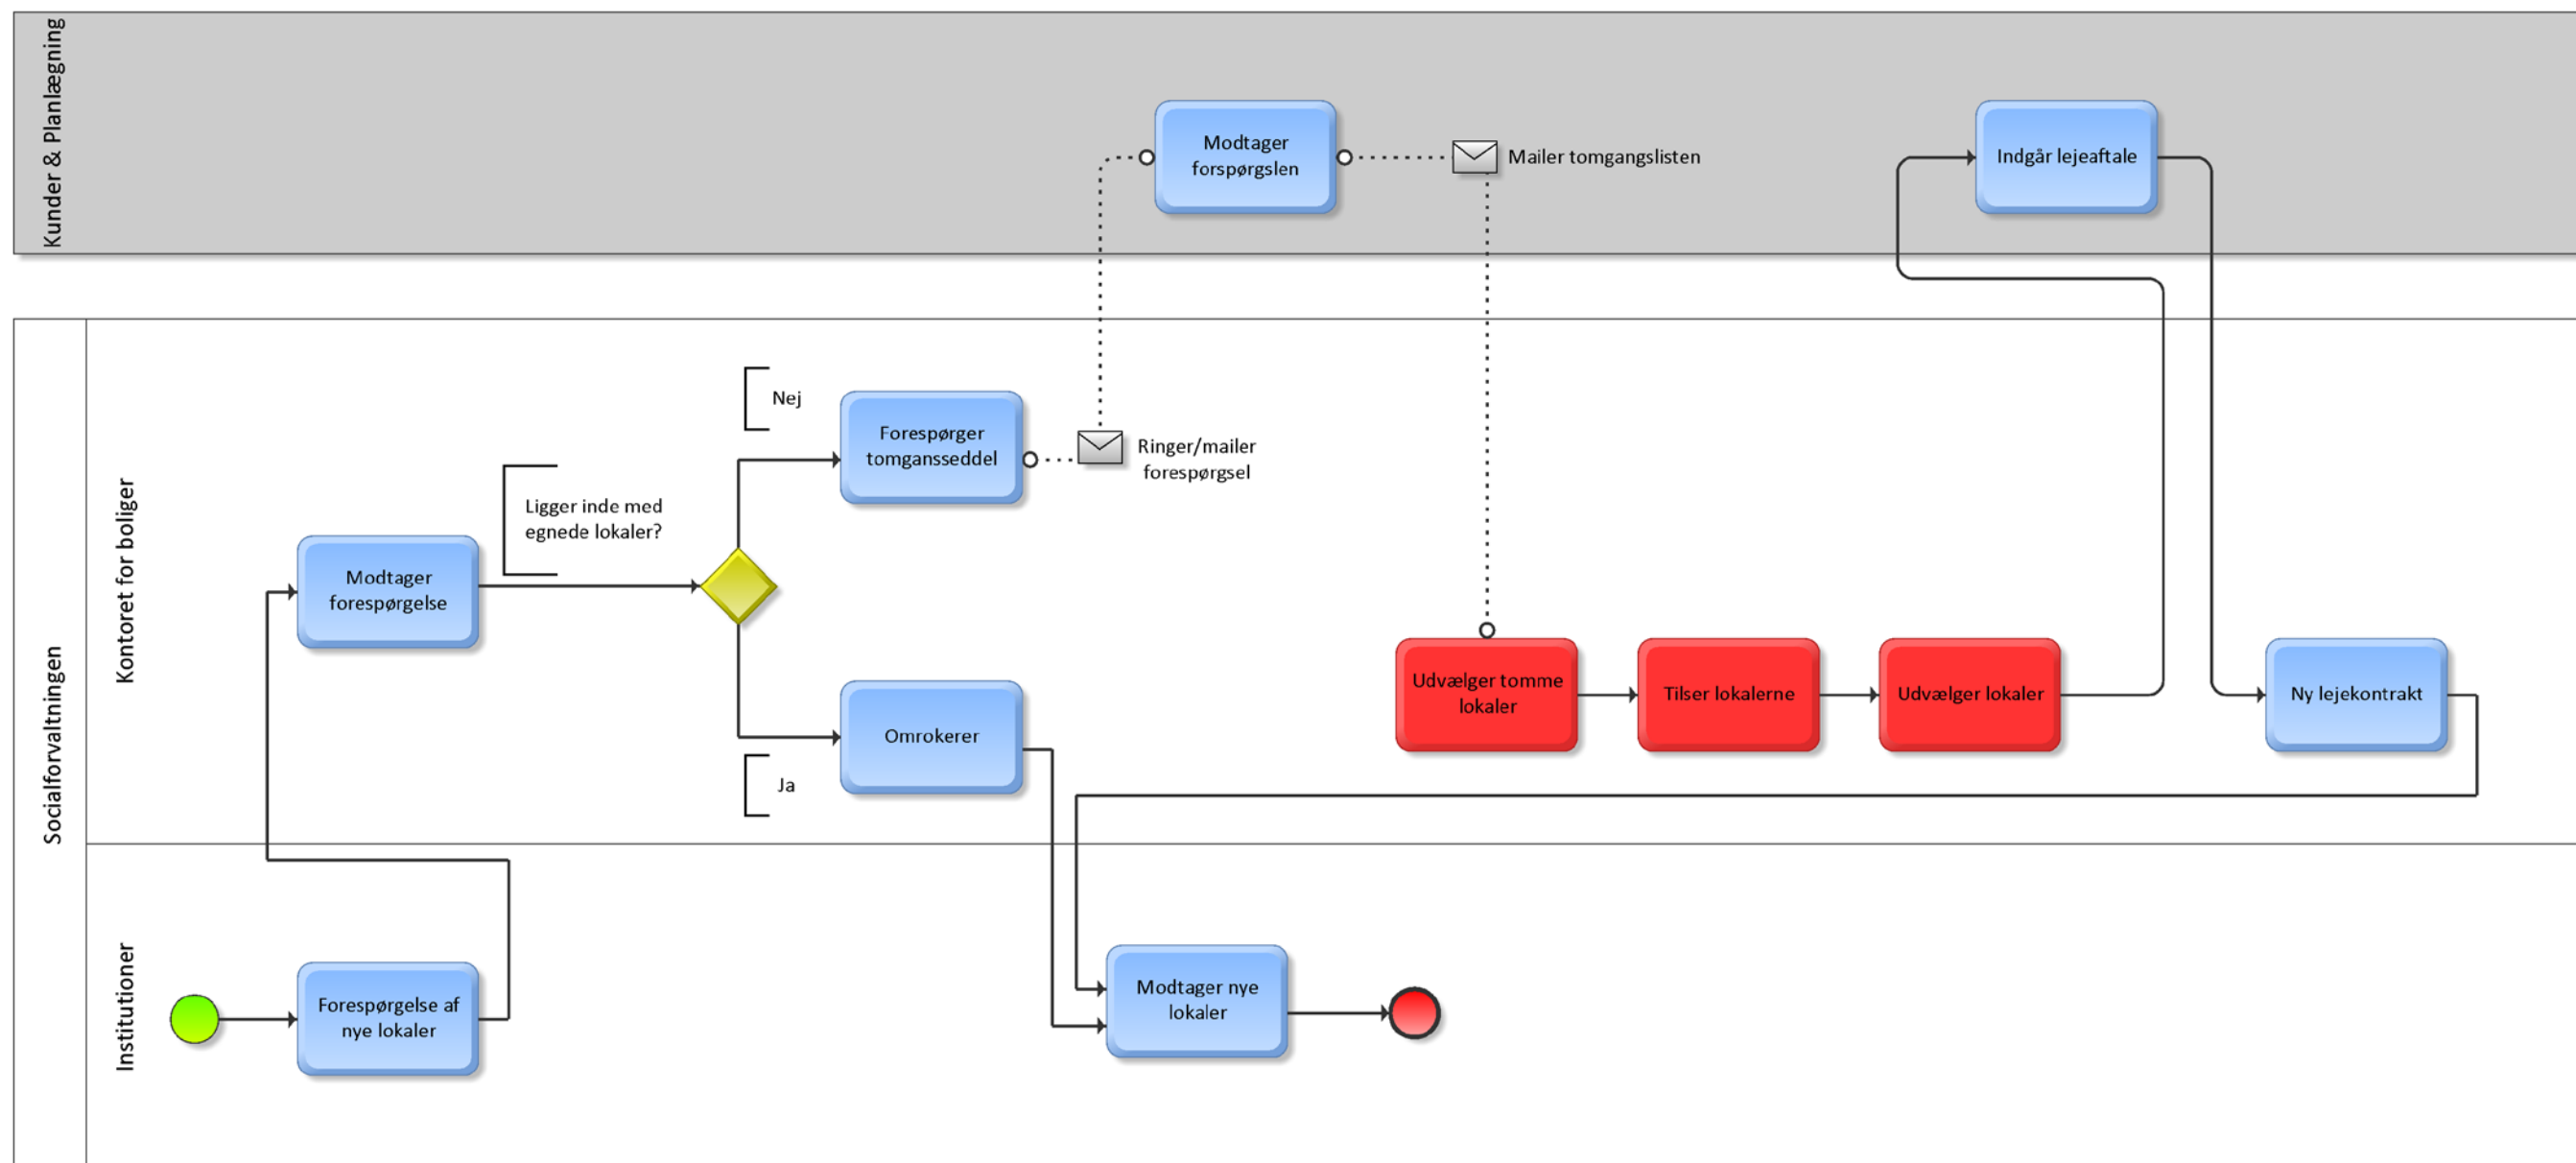 Kunder & Planlægning
Modtager
forspørgslen
Mailer tomgangslisten
Indgår lejeaftale
Socialforvaltningen
Kontoret for boliger
Nej
Forespørger
tomgansseddel
Ringer/mailer
forespørgsel
Ligger inde med
egnede lokaler?
Modtager
forespørgelse
Udvælger tomme
lokaler
Tilser lokalerne
Udvælger lokaler
Ny lejekontrakt
Omrokerer
Ja
Institutioner
Forespørgelse af
nye lokaler
Modtager nye
lokaler